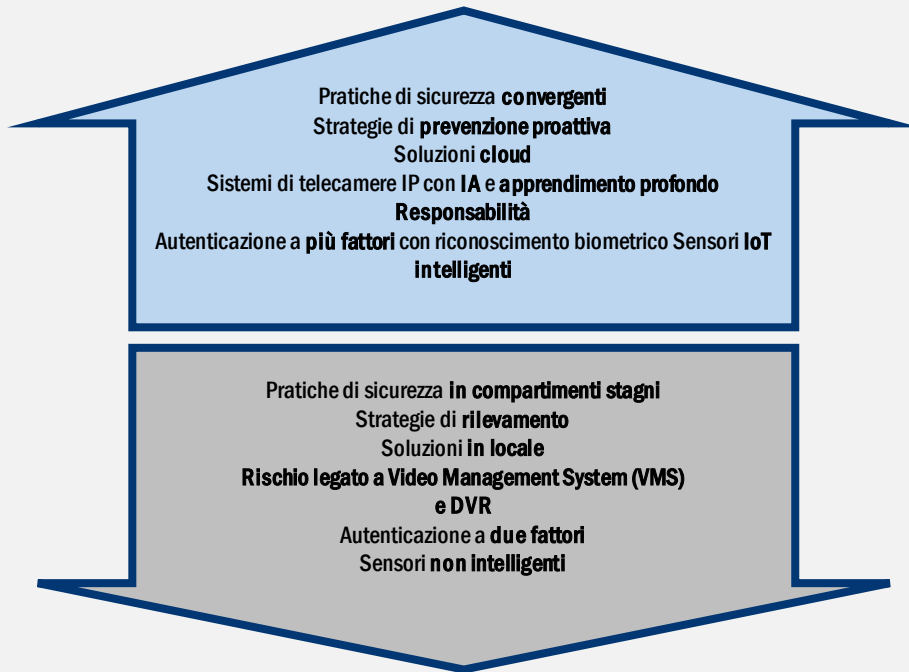 Pratiche di sicurezza convergenti
Strategie di prevenzione proattiva
Soluzioni cloud
Sistemi di telecamere IP con IA e apprendimento profondo
Responsabilità
Autenticazione a più fattori con riconoscimento biometrico Sensori IoT
intelligenti
Pratiche di sicurezza in compartimenti stagni
Strategie di rilevamento
Soluzioni in locale
Rischio legato a Video Management System (VMS)
e DVR
Autenticazione a due fattori
Sensori non intelligenti